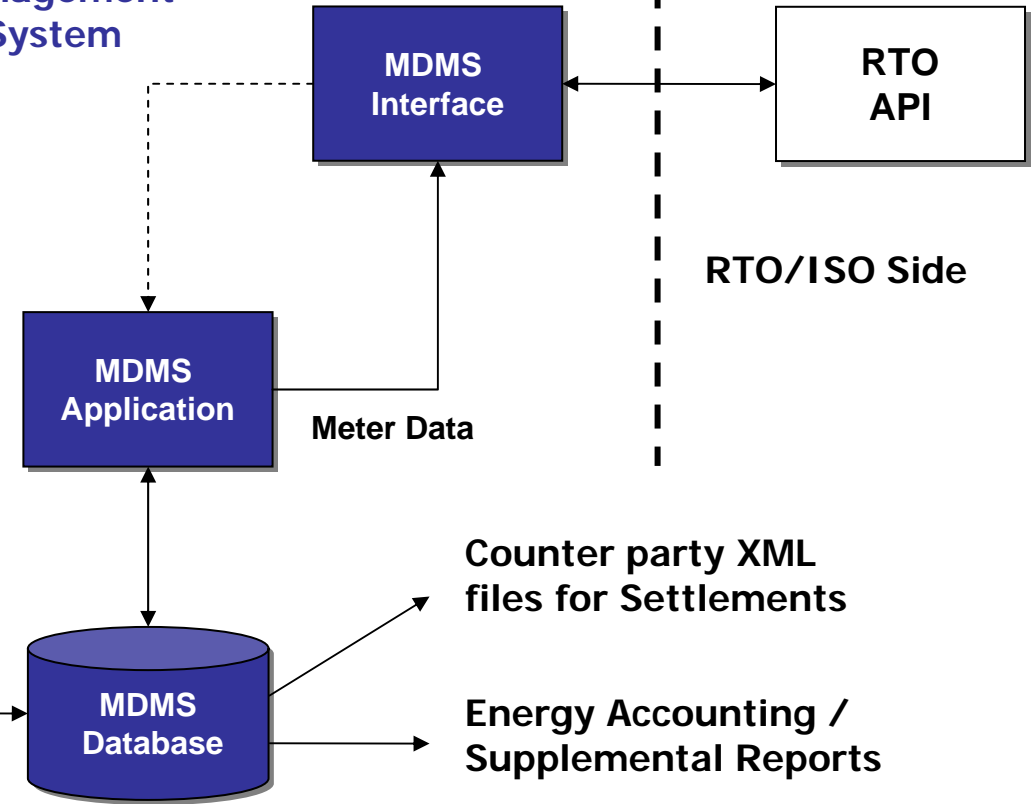 System
MDMS
Interface
RTO
API
RTO/ISO Side
MDMS
Application
Meter Data
Counter party XML
files for Settlements
MDMS
Database
Energy Accounting /
Supplemental Reports